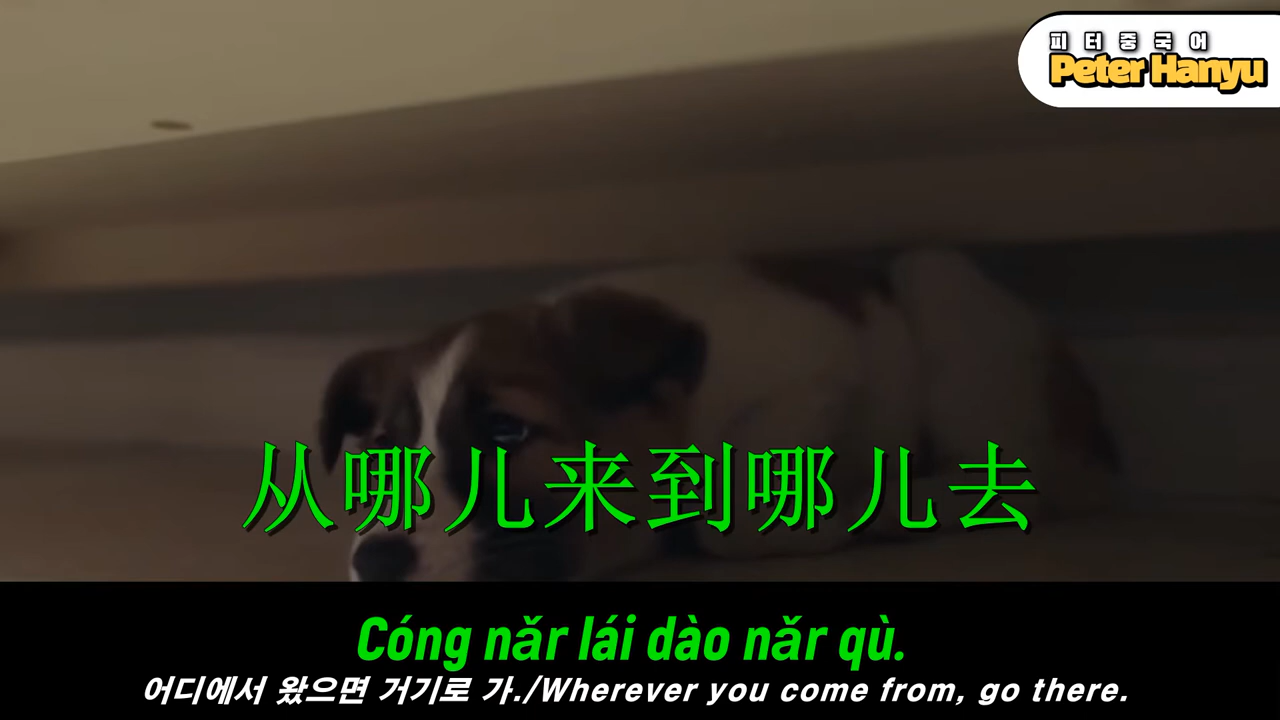 피터중국어
Peter Hanyu
从哪儿来到哪儿去
Cóng nǎr lái dào nǎr qù.
어디에서 왔으면 거기로 가./Wherever you come from, go there.